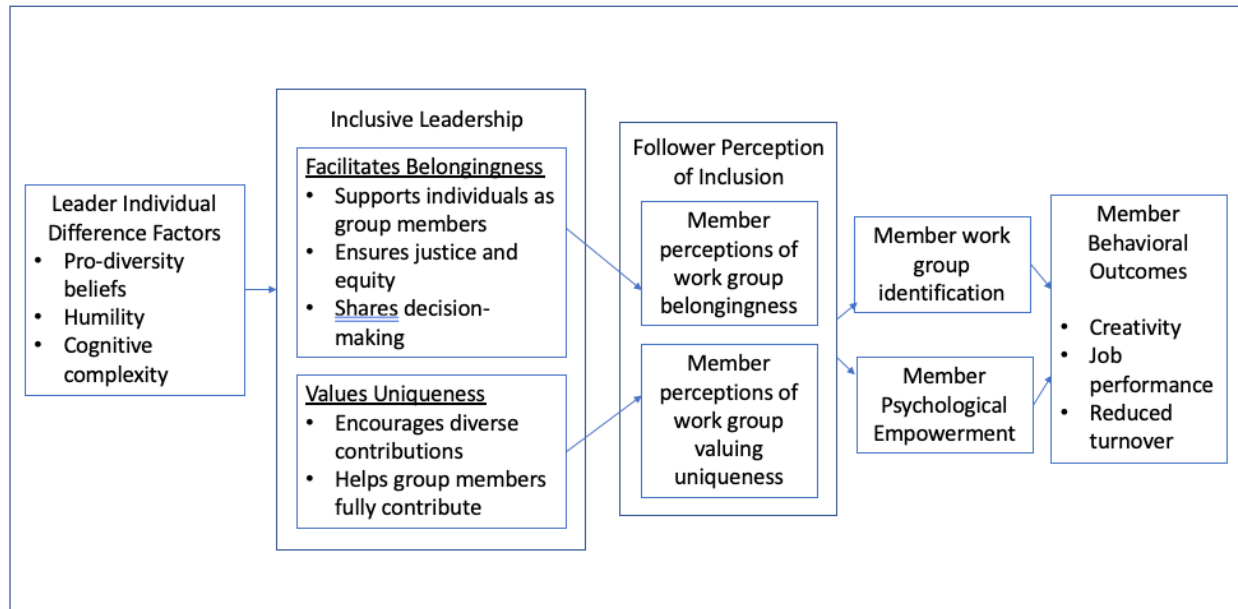 Leader Individual
Difference Factors
• Pro-diversity
beliefs
• Humility
• Cognitive
complexity
Inclusive Leadership
Facilitates Belongingness
• Supports individuals as
group members
• Ensures justice and
equity
• Shares decision-
making
Values Uniqueness
• Encourages diverse
contributions
• Helps group members
fully contribute
Follower Perception
of Inclusion
Member
perceptions of
work group
belongingness
Member
perceptions of
work group
valuing
uniqueness
Member work
group
identification
Member
Psychological
Empowerment
Member
Behavioral
Outcomes
• Creativity
• Job
performance
• Reduced
turnover